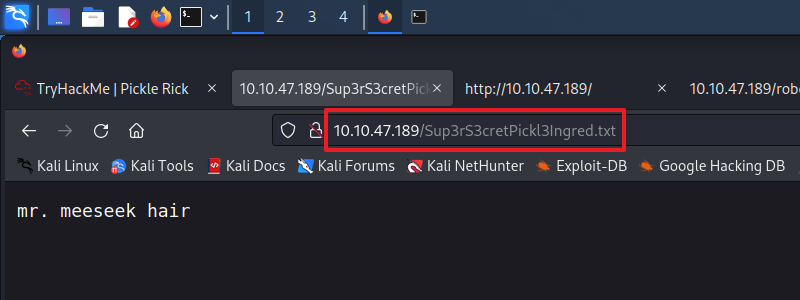 1 2 3 4
TryHackMe | Pickle Rick 10.10.47.189/Sup3rS3cretPickl http://10.10.47.189/ 10.10.47.189/robo
10.10.47.189/Sup3rS3cretPickl3Ingred.txt
Kali Linux Kali Tools Kali Docs Kali Forums Kali NetHunter Exploit-DB Google Hacking DB
mr. meeseek hair